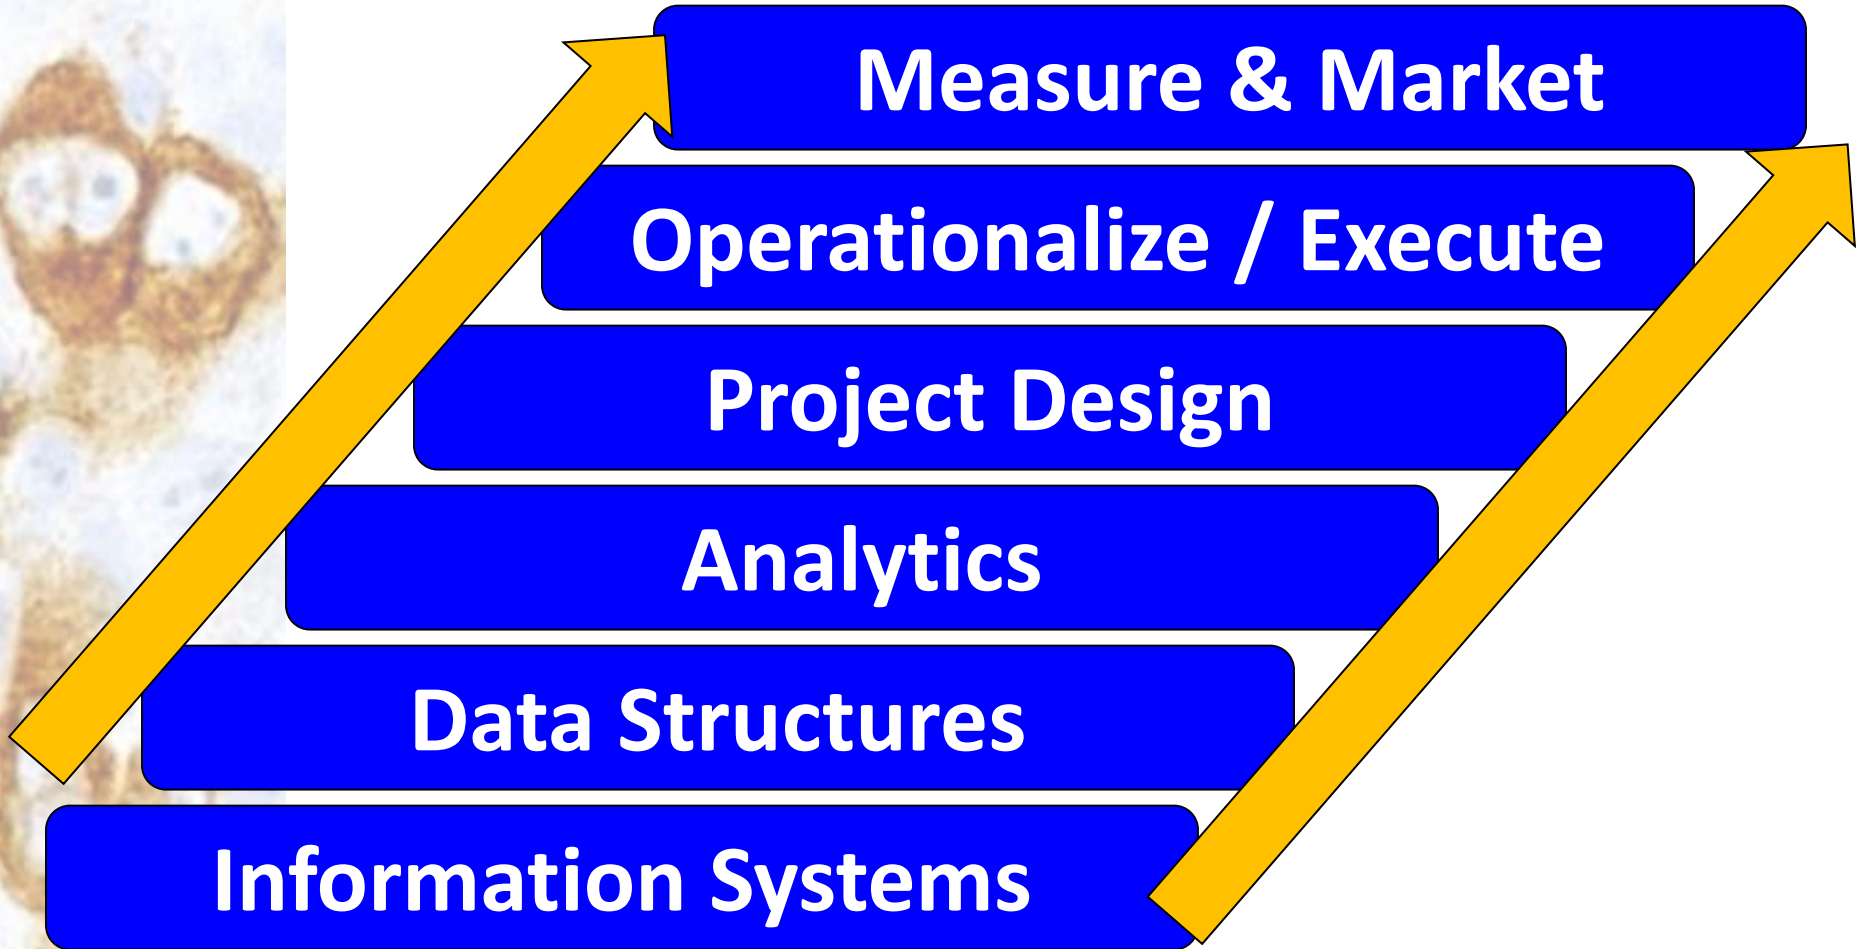 Measure & Market
Operationalize / Execute
Project Design
Analytics
Data Structures
Information Systems